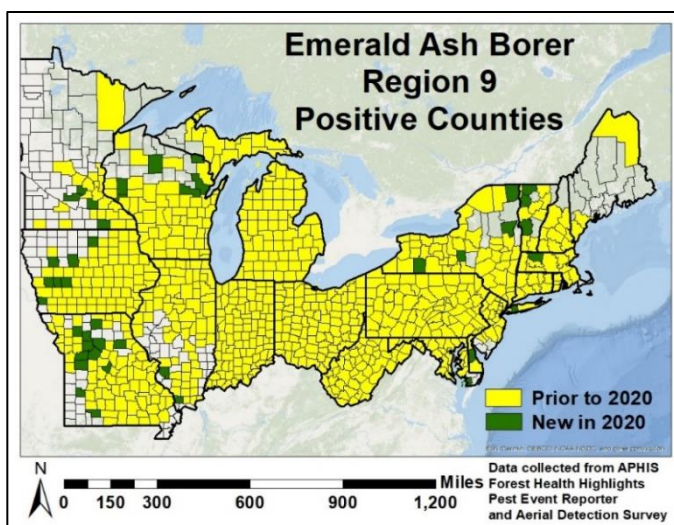 Emerald Ash Borer
Region 9
Positive Counties
Prior to 2020
New in 2020
N
Miles
0 75 150 300 600 900 1,200
Data collected from APHIS
Forest Health Highlights
Pest Event Reporter
and Aerial Detection Survey